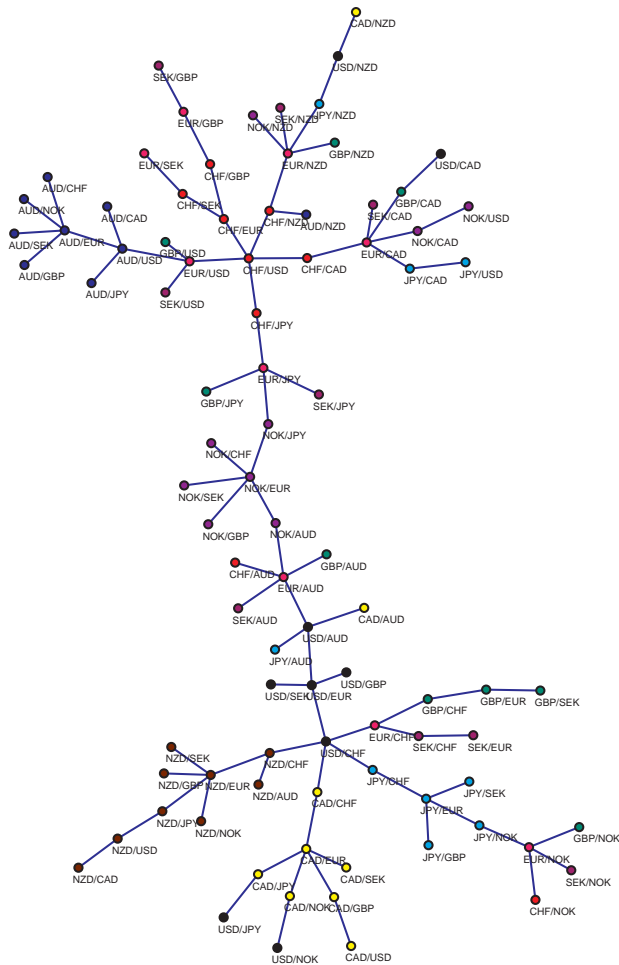 CAD/NZD
USD/NZD
SEK/GBP
JPY/NZD
SEK/NZD
EUR/GBP
NOK/NZD
GBP/NZD
EUR/SEK
EUR/NZD
USD/CAD
CHF/GBP
AUD/CHF
GBP/CAD
CHF/SEK
AUD/NOK
AUD/CAD
SEK/CAD
NOK/USD
CHF/NZD
AUD/NZD
CHF/EUR
AUD/SEK
AUD/EUR
NOK/CAD
AUD/GBP
AUD/USD
GBP/USD
EUR/CAD
EUR/USD
CHF/USD
CHF/CAD
JPY/CAD
JPY/USD
AUD/JPY
SEK/USD
CHF/JPY
EUR/JPY
GBP/JPY
SEK/JPY
NOK/JPY
NOK/CHF
NOK/EUR
NOK/SEK
NOK/GBP
NOK/AUD
GBP/AUD
CHF/AUD
EUR/AUD
SEK/AUD
CAD/AUD
USD/AUD
JPY/AUD
USD/GBP
USD/SEK
USD/EUR
GBP/CHF
GBP/EUR
GBP/SEK
EUR/CHF
SEK/CHF
SEK/EUR
USD/CHF
NZD/SEK
NZD/CHF
NZD/GBP
NZD/EUR
JPY/CHF
JPY/SEK
NZD/AUD
CAD/CHF
JPY/EUR
NZD/JPY
NZD/NOK
JPY/NOK
GBP/NOK
NZD/USD
JPY/GBP
EUR/NOK
CAD/EUR
NZD/CAD
CAD/JPY
CAD/SEK
SEK/NOK
CAD/NOK
CAD/GBP
CHF/NOK
USD/JPY
USD/NOK
CAD/USD